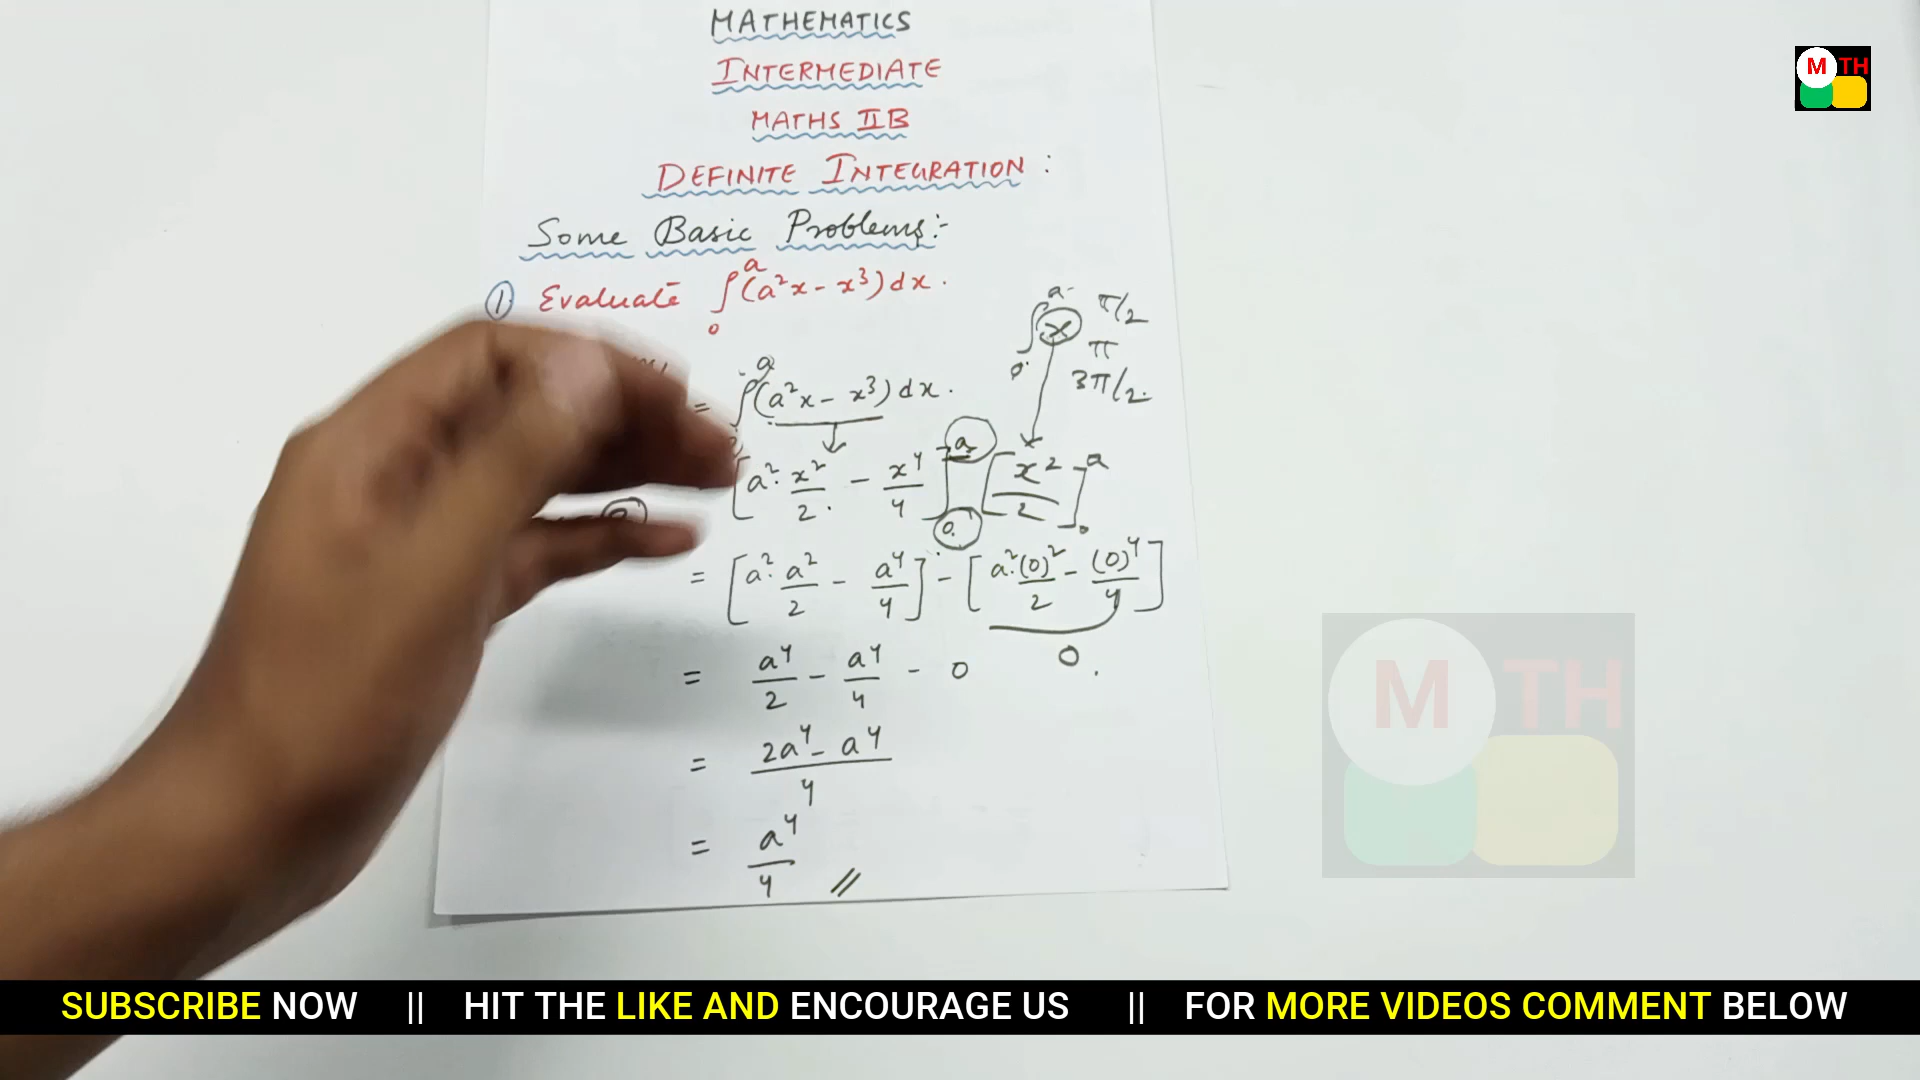 MATHEMATICS
INTERMEDIATE
MATHS IIB
DEFINITE INTEGRATION :
Some Basic Problems:-
① Evaluate ∫₀ᵃ (a²x - x³) dx .
∫₀ᵃ x
π/2
π
3π/2
= ∫ᵃ (a²x - x³) dx .
[a². x²/2 - x⁴/4]₀ᵃ
[x²/2]₀ᵃ
= [a². a²/2 - a⁴/4] - [a².(0)²/2 - (0)⁴/4]
0
= a⁴/2 - a⁴/4 - 0
= 2a⁴ - a⁴/4
= a⁴/4 //
M TH
M TH
SUBSCRIBE NOW || HIT THE LIKE AND ENCOURAGE US || FOR MORE VIDEOS COMMENT BELOW